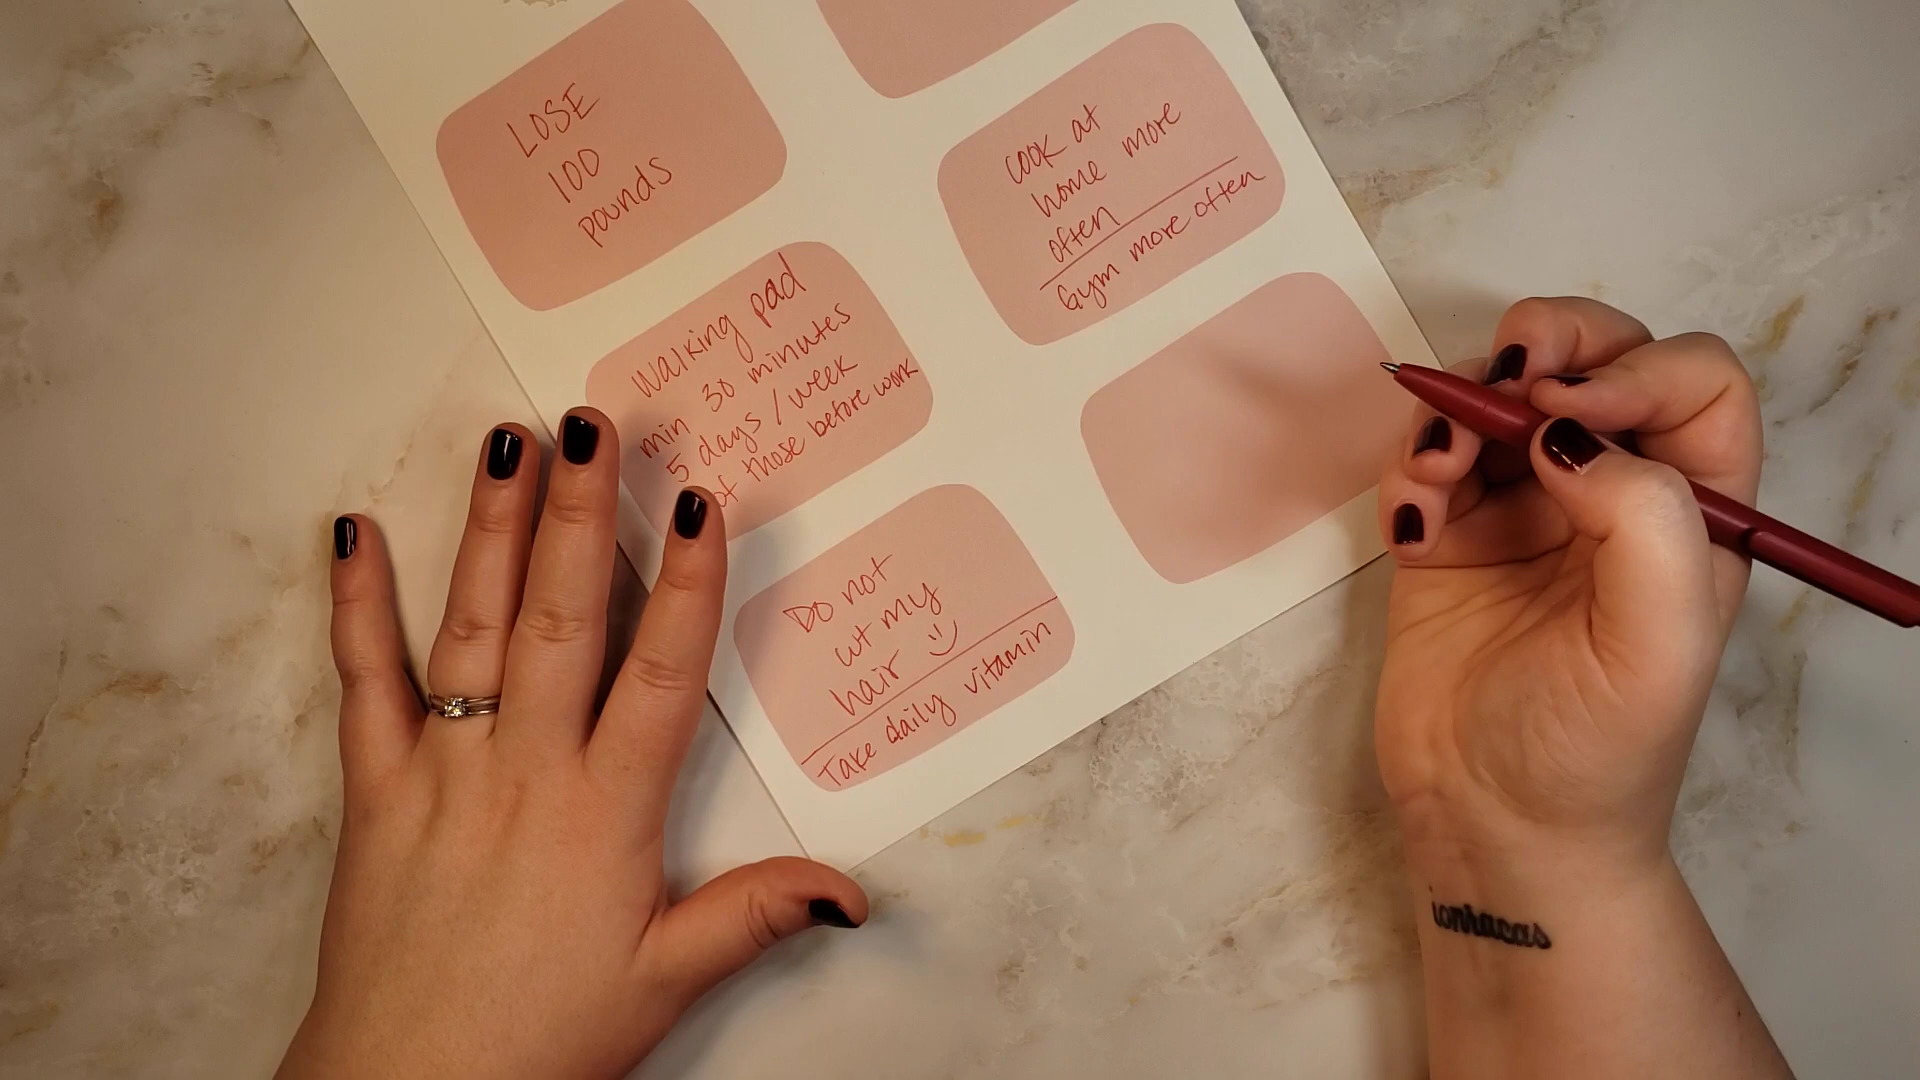 LOSE
100
pounds
cook at
home more
often
Gym more often
Walking pad
min 30 minutes
5 days/week
of those before work
Do not
cut my
hair :)
Take daily vitamin